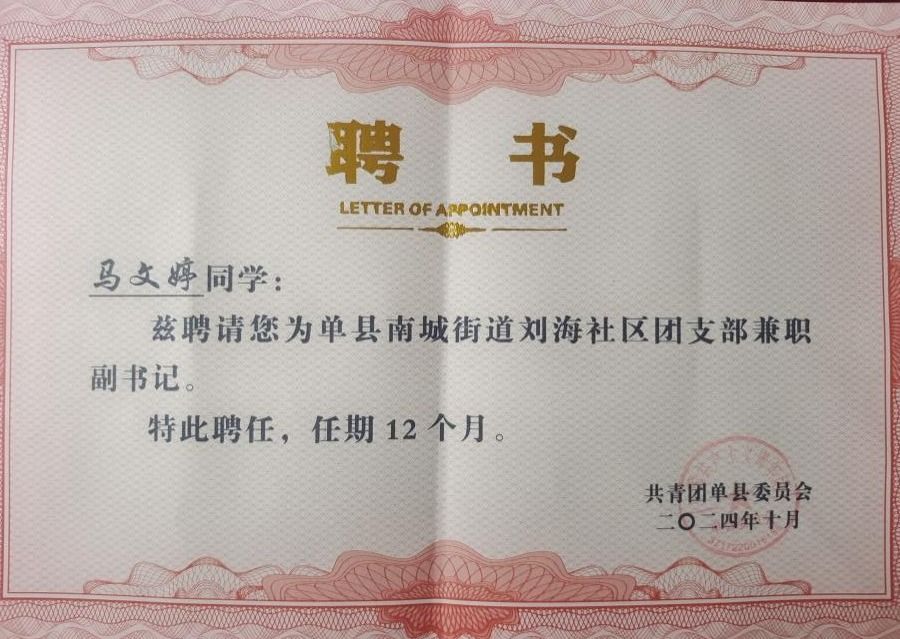 聘书
LETTER OF APPOINTMENT
马文婷同学：
兹聘请您为单县南城街道刘海社区团支部兼职
副书记。
特此聘任，任期12个月。
共青团单县委员会
二〇二四年十月